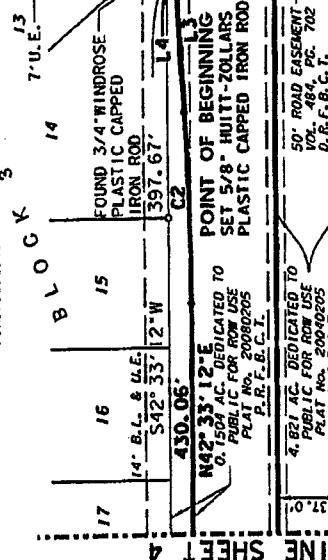 13
7' U.E.
14
BLOCK 3
15
16
17
FOUND 3/4" WINDROSE
PLASTIC CAPPED
IRON ROD
L4
L3
397.67'
C2
S42° 33' 12"W
14' B.L. & U.E.
430.06'
N42° 33' 12"E
POINT OF BEGINNING
SET 5/8" HUITT-ZOLLARS
PLASTIC CAPPED IRON ROD
0.1504 AC. DEDICATED TO
PUBLIC FOR ROW USE
PLAT No. 20080205
P.R.F.B.C.T.
50' ROAD EASEMENT-
VOL. 484, PG. 702
D.R.F.B.C.T.
4.821 AC. DEDICATED TO
PUBLIC FOR ROW USE
PLAT No. 20040205
37.0'
INE SHEET 4